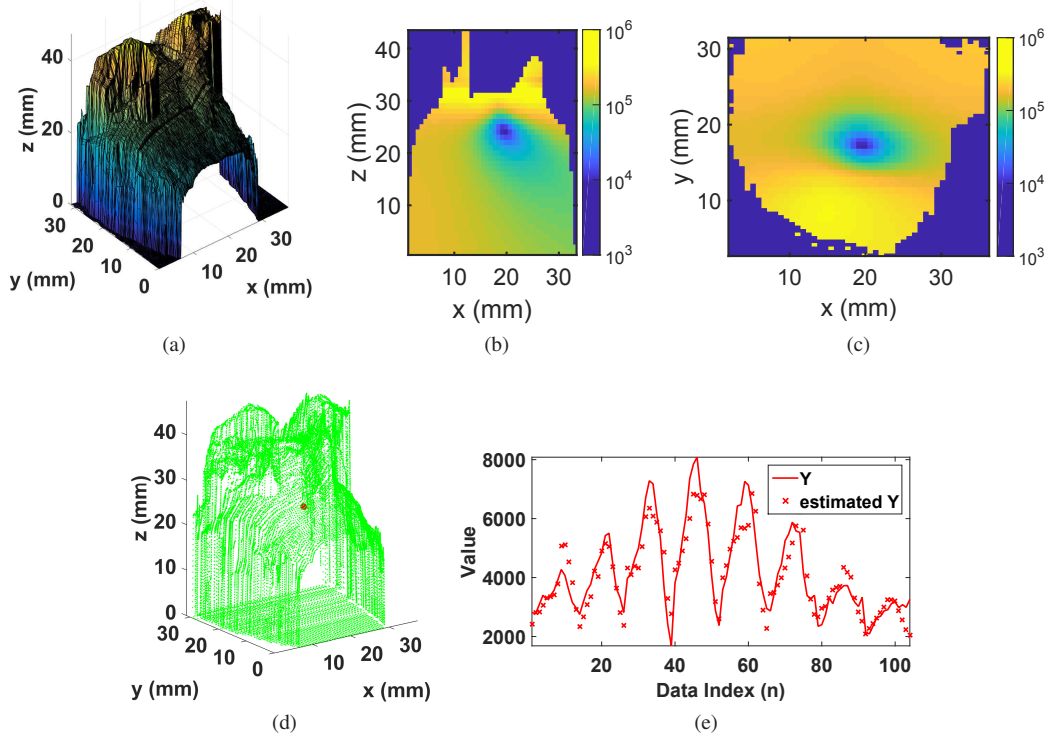 z (mm)
40
20
0
30
20
10
0
y (mm)
10
20
30
x (mm)
(a)
z (mm)
40
30
20
10
10 20 30
x (mm)
10^6
10^5
10^4
10^3
(b)
y (mm)
30
20
10
10 20 30
x (mm)
10^6
10^5
10^4
10^3
(c)
z (mm)
40
30
20
10
0
30
20
10
0
y (mm)
10
20
30
x (mm)
(d)
Value
8000
6000
4000
2000
20 40 60 80 100
Data Index (n)
Y
estimated Y
(e)